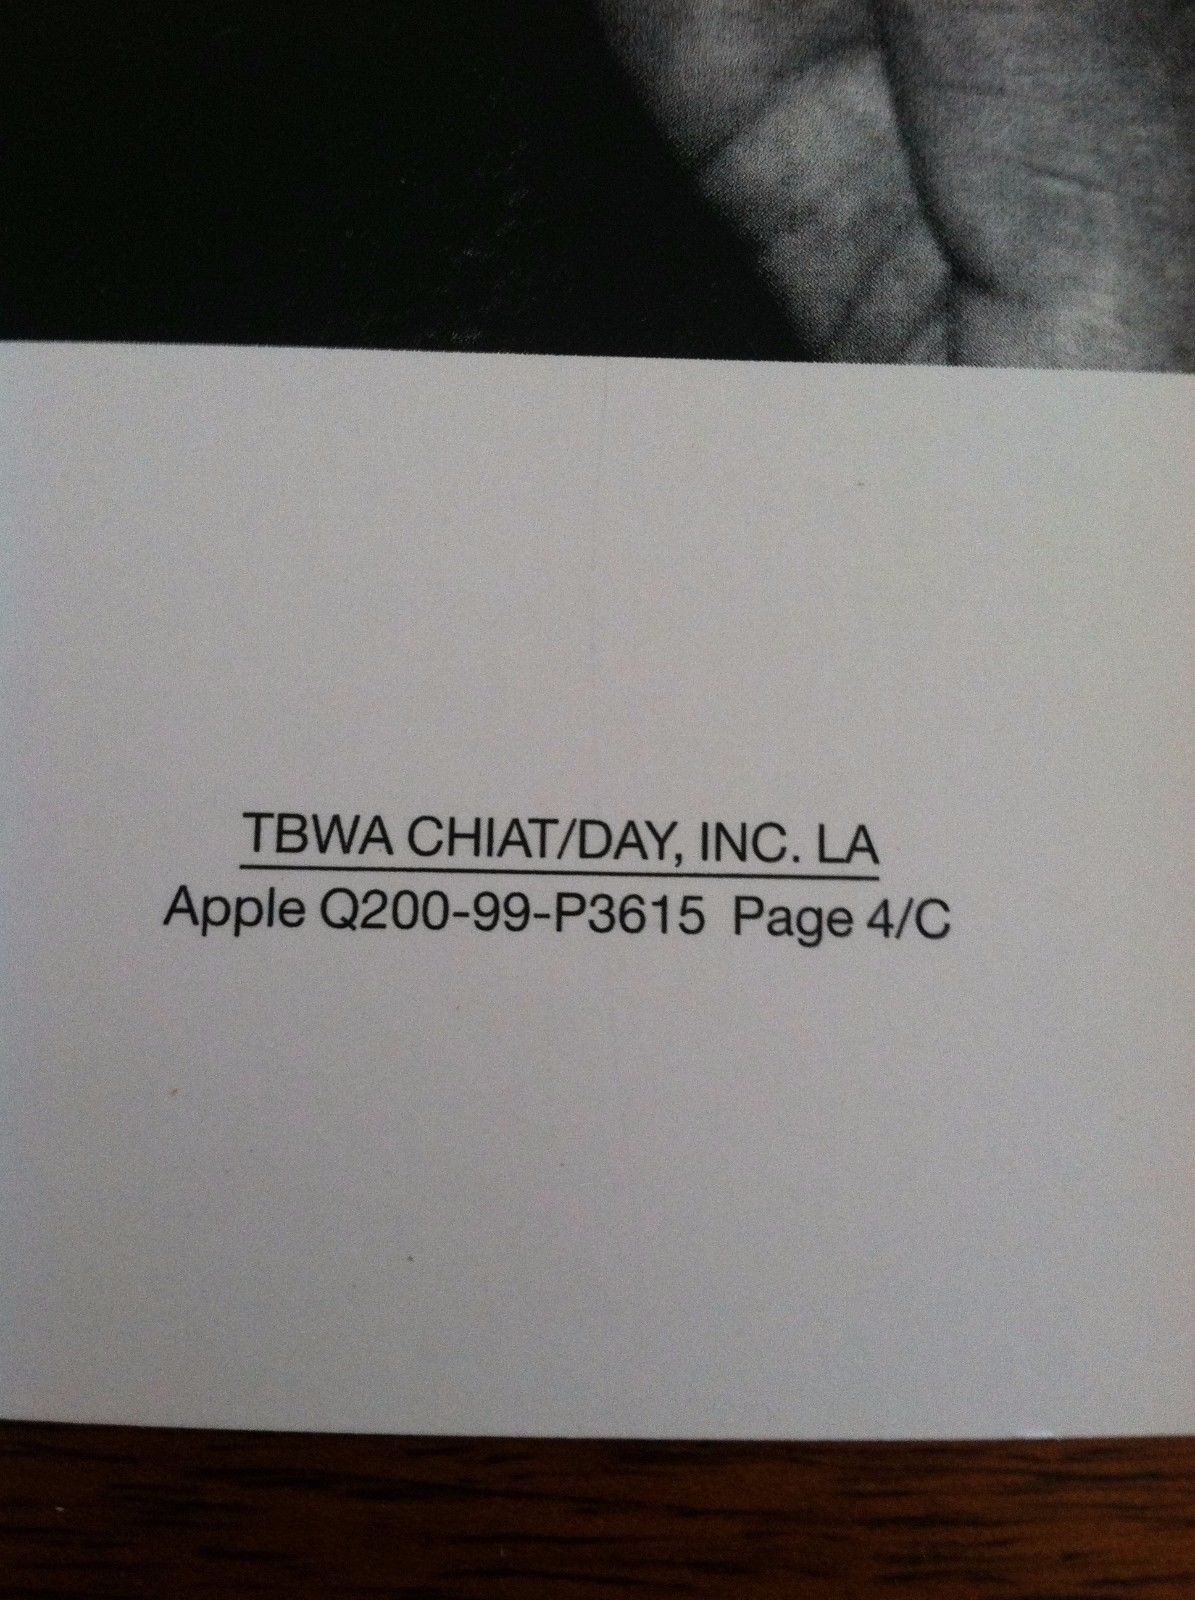 TBWA CHIAT/DAY, INC. LA
Apple Q200-99-P3615 Page 4/C